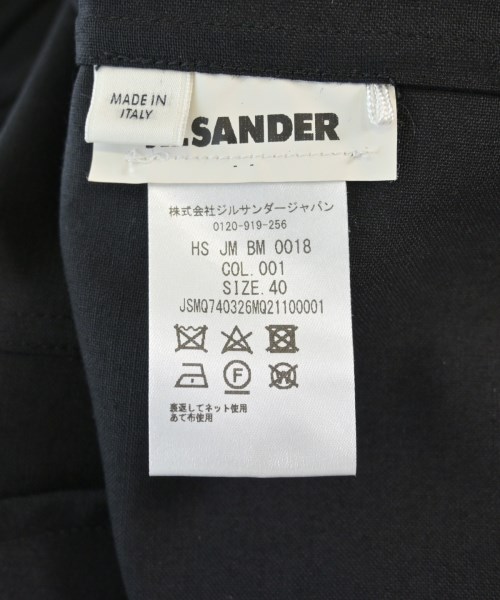 MADE IN
ITALY
SANDER
株式会社ジルサンダージャパン
0120-919-256
HS JM BM 0018
COL.001
SIZE.40
JSMQ740326MQ21100001
F
W
裏返してネット使用
あて布使用